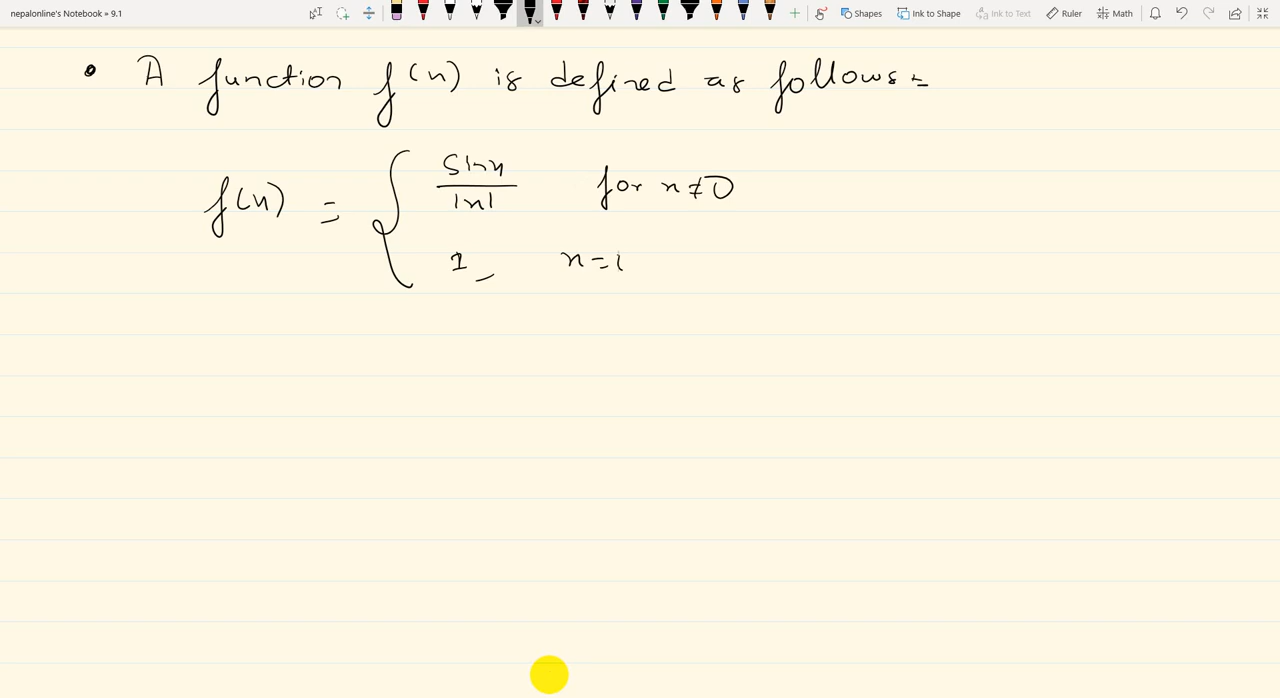 nepalonline's Notebook » 9.1
Shapes Ink to Shape Ink to Text Ruler Math
• A function f(x) is defined as follows =
f(x) = { sinx / |x| for x ≠ 0
1, x = 1